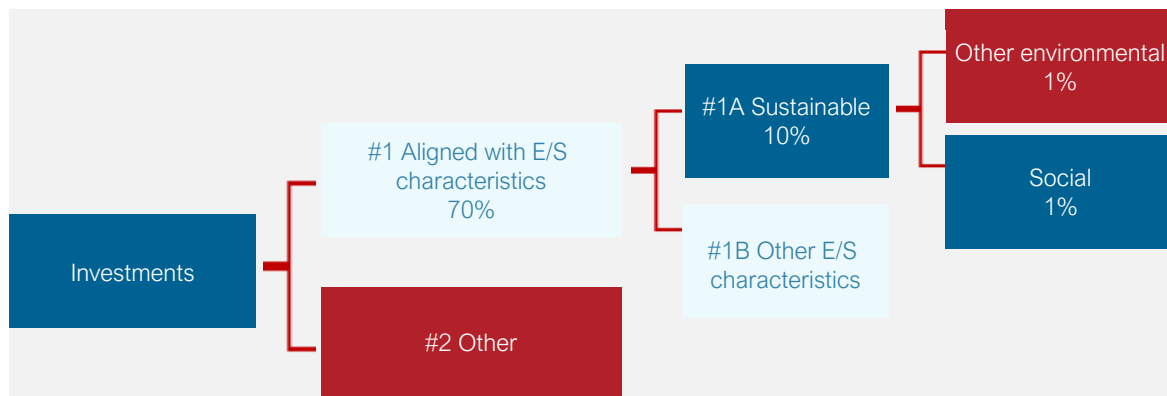 Investments
#1 Aligned with E/S
characteristics
70%
#2 Other
#1A Sustainable
10%
#1B Other E/S
characteristics
Other environmental
1%
Social
1%